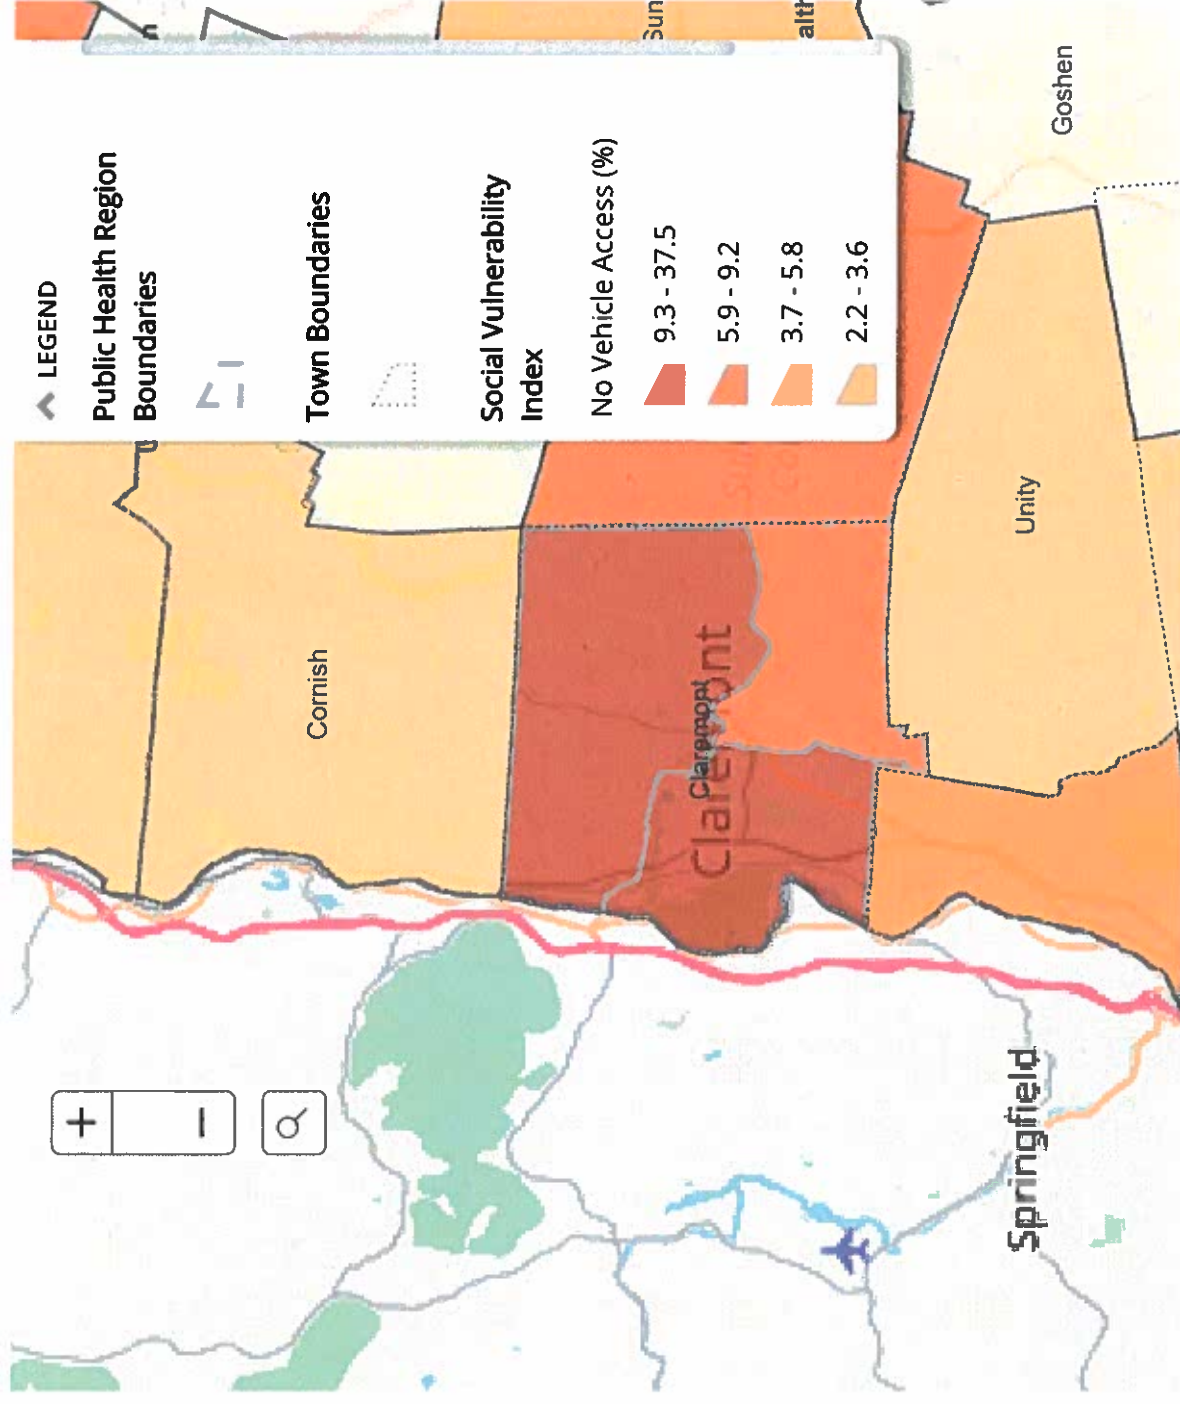 LEGEND
Public Health Region
Boundaries
Town Boundaries
Social Vulnerability
Index
No Vehicle Access (%)
9.3 - 37.5
5.9 - 9.2
3.7 - 5.8
2.2 - 3.6
+
−
Cornish
Claremont
Claremont
Unity
Goshen
Springfield
Sun